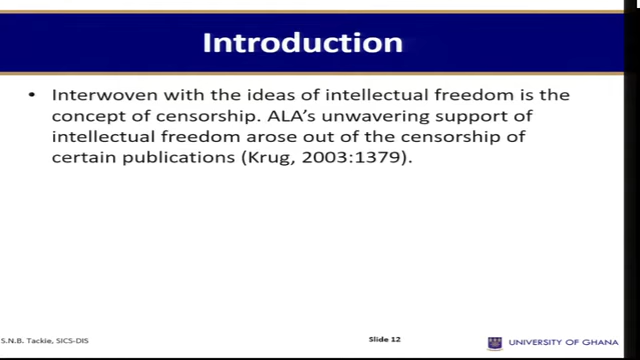 Introduction
• Interwoven with the ideas of intellectual freedom is the
concept of censorship. ALA's unwavering support of
intellectual freedom arose out of the censorship of
certain publications (Krug, 2003:1379).
S.N.B. Tackie, SICS-DIS
Slide 12
UNIVERSITY OF GHANA